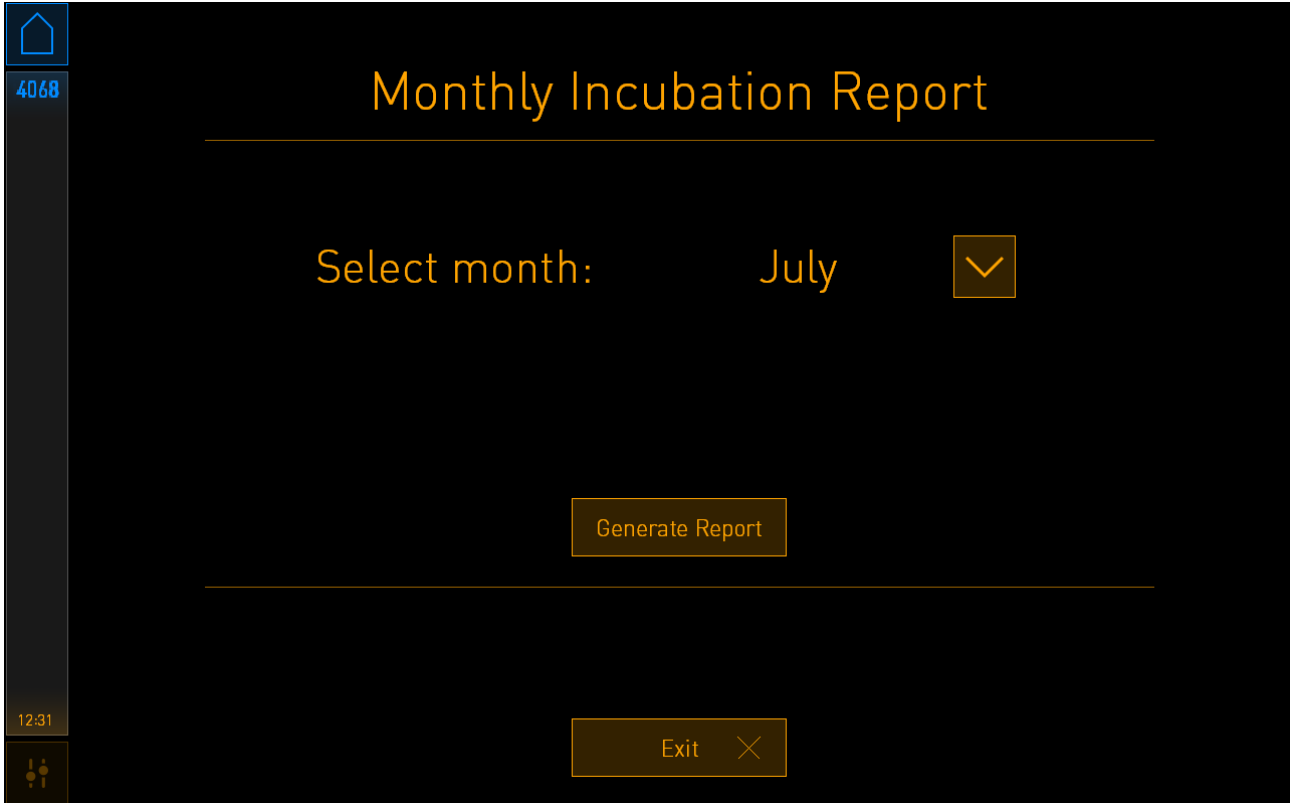 4068
Monthly Incubation Report
Select month: July
Generate Report
12:31
Exit